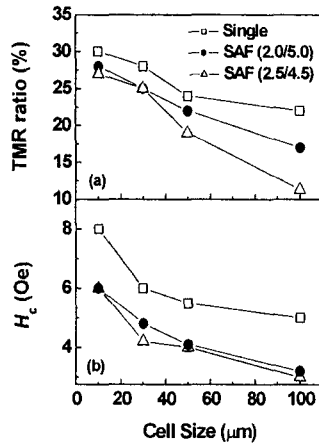 TMR ratio (%)
35
30
25
20
15
10
Single
SAF (2.0/5.0)
SAF (2.5/4.5)
(a)
H_c (Oe)
8
6
4
(b)
0 20 40 60 80 100
Cell Size (μm)